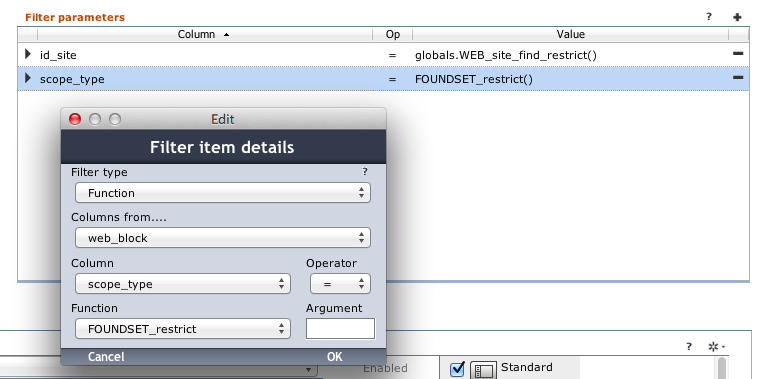 Filter parameters ? +
Column Op Value
id_site = globals.WEB_site_find_restrict()
scope_type = FOUNDSET_restrict()
Edit
Filter item details
Filter type ?
Function
Columns from....
web_block
Column Operator
scope_type =
Function Argument
FOUNDSET_restrict
Cancel OK
?
Enabled Standard